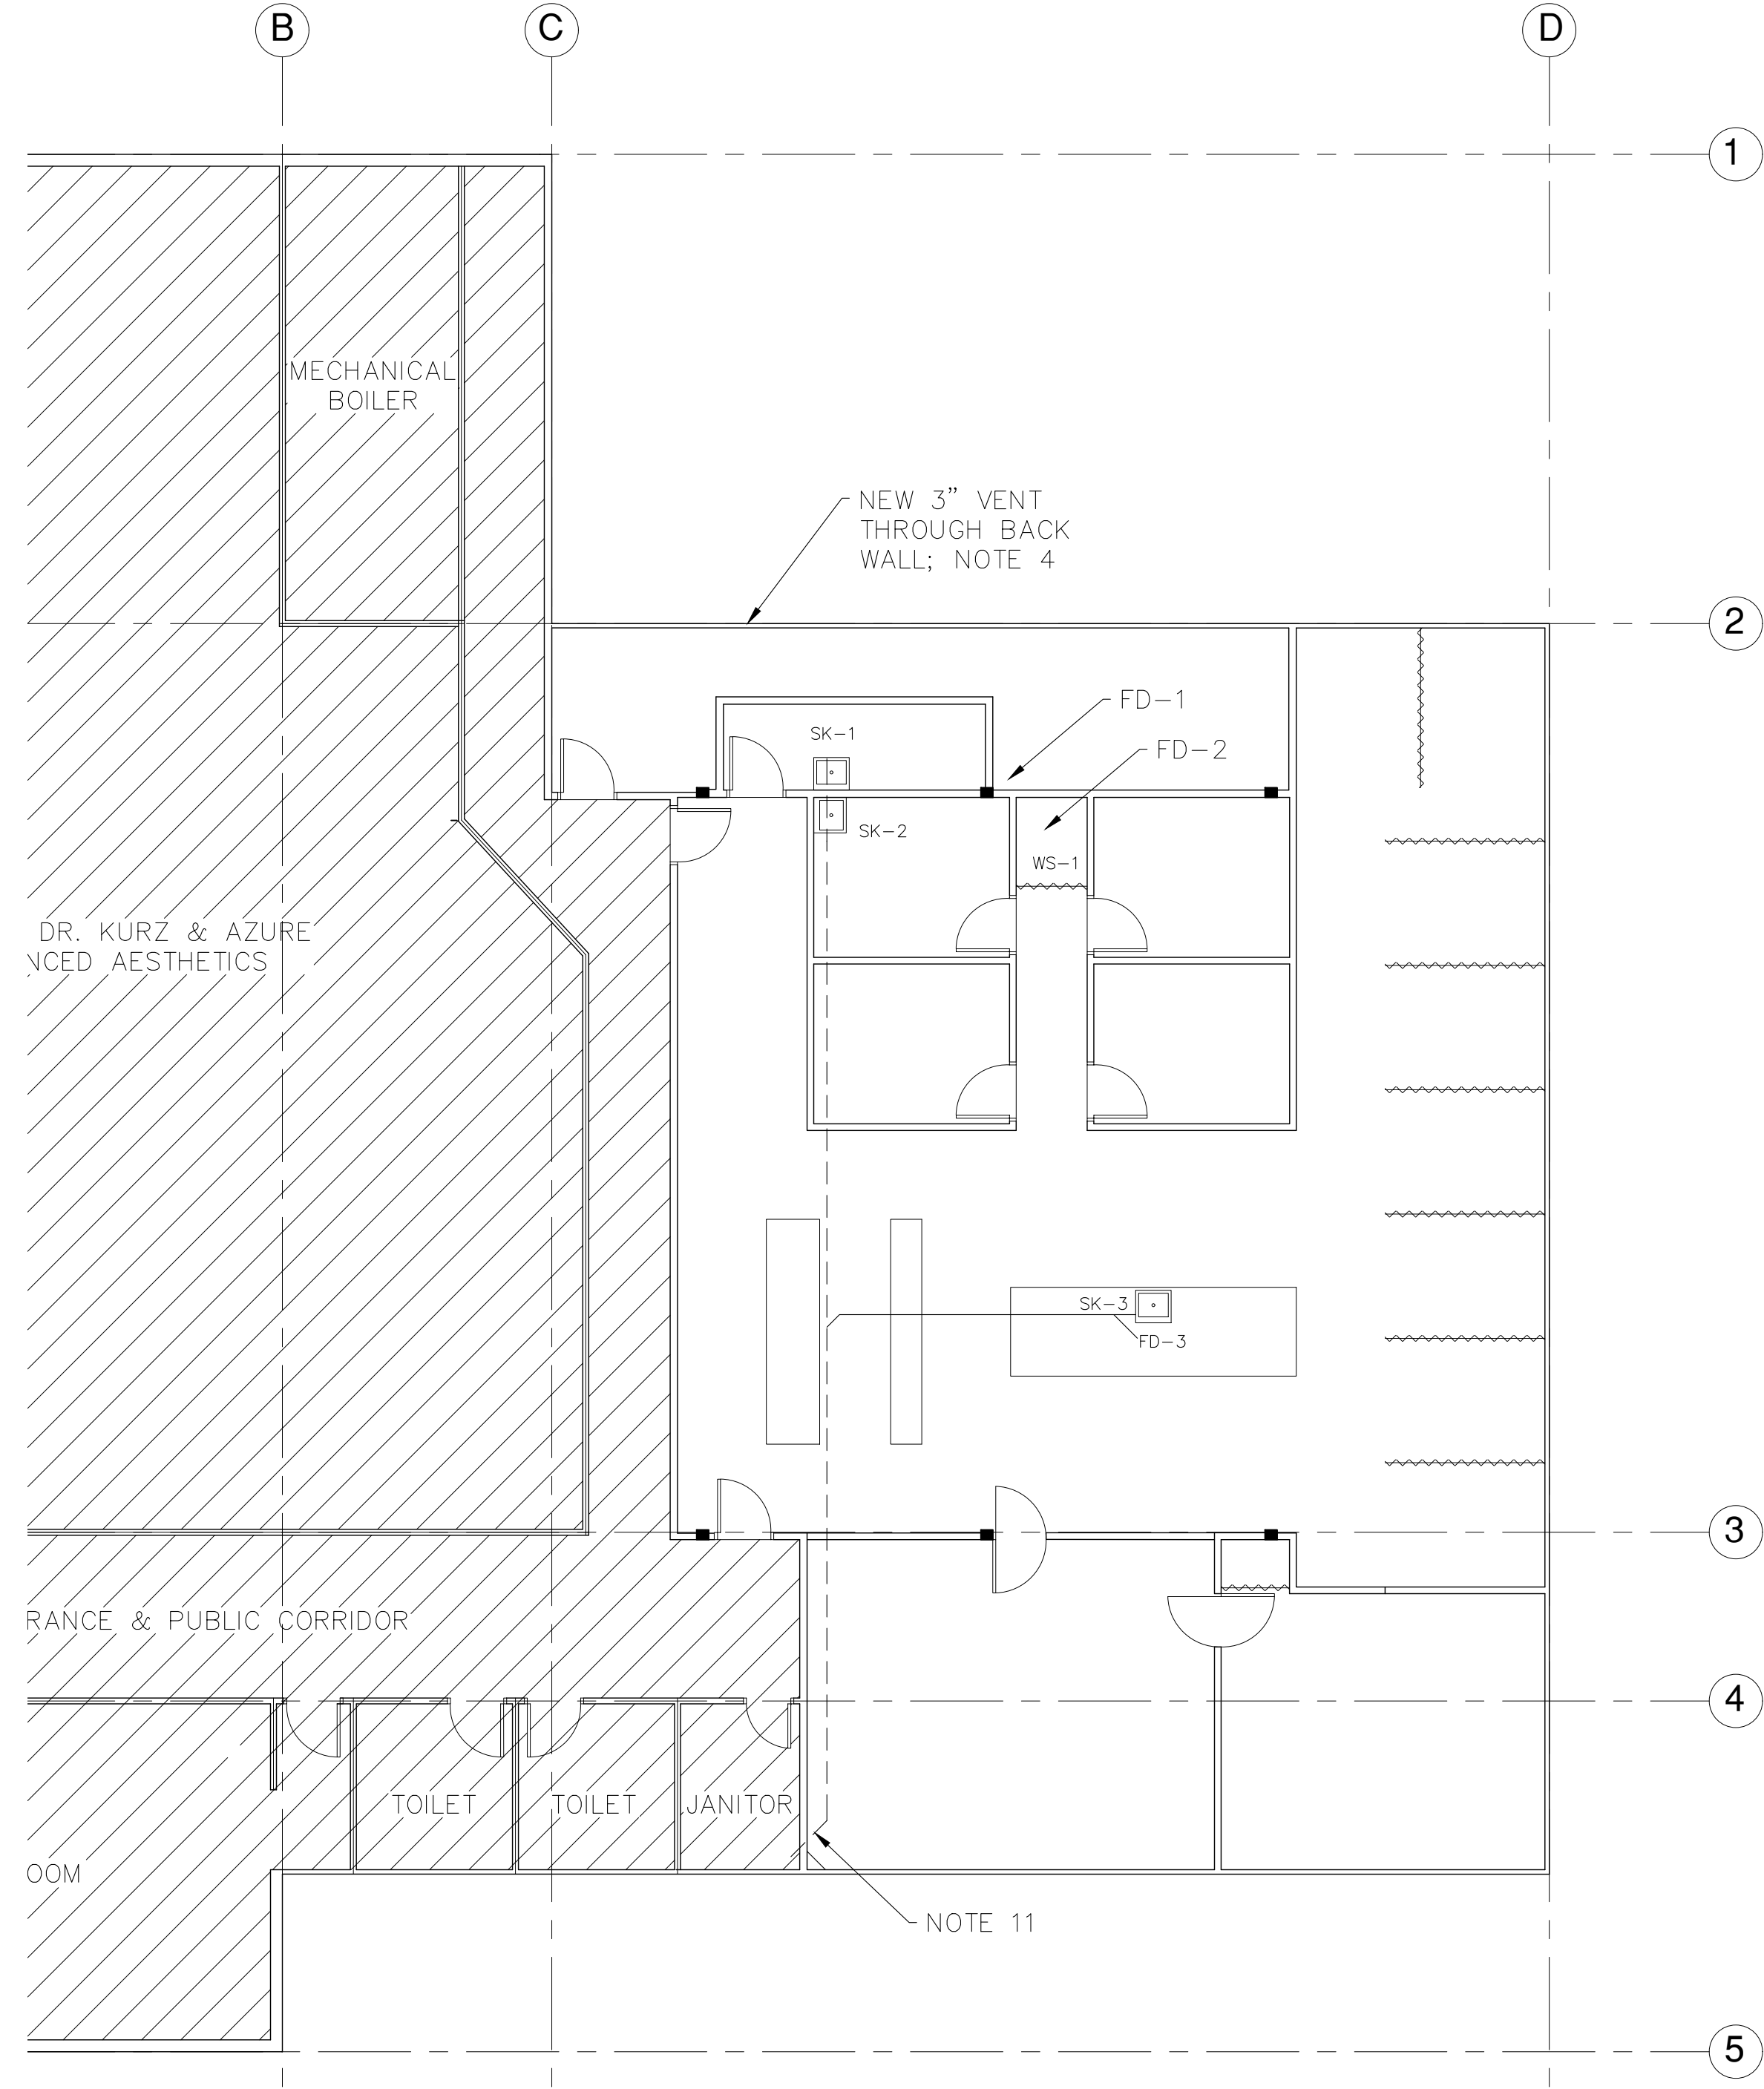 B
C
D
1
MECHANICAL
BOILER
NEW 3” VENT
THROUGH BACK
WALL; NOTE 4
2
FD-1
SK-1
FD-2
SK-2
WS-1
DR. KURZ & AZURE
NCED AESTHETICS
SK-3
FD-3
3
RANCE & PUBLIC CORRIDOR
4
TOILET
TOILET
JANITOR
OOM
NOTE 11
5